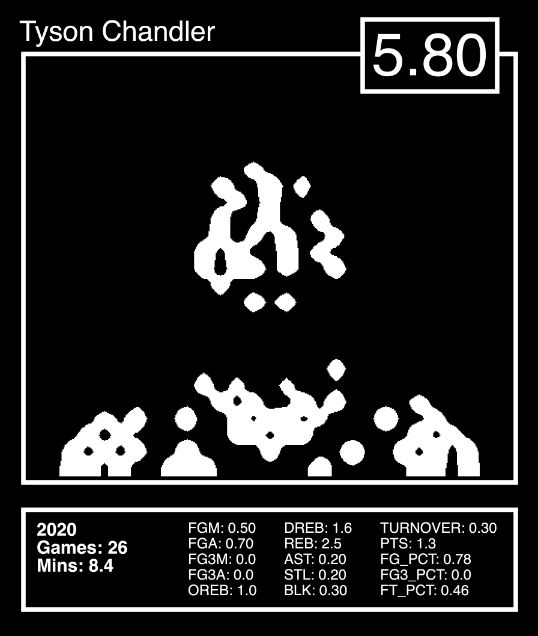 Tyson Chandler
5.80
2020
Games: 26
Mins: 8.4
FGM: 0.50
FGA: 0.70
FG3M: 0.0
FG3A: 0.0
OREB: 1.0
DREB: 1.6
REB: 2.5
AST: 0.20
STL: 0.20
BLK: 0.30
TURNOVER: 0.30
PTS: 1.3
FG_PCT: 0.78
FG3_PCT: 0.0
FT_PCT: 0.46